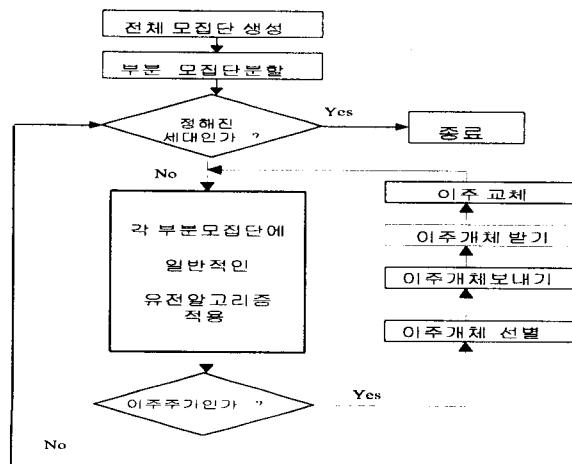 전체 모집단 생성
부분 모집단분할
정해진
세대인가 ?
Yes
종료
No
각 부분모집단에
일반적인
유전알고리즘
적용
이주 교체
이주개체 받기
이주개체보내기
이주개체 선별
이주주기인가 ?
Yes
No